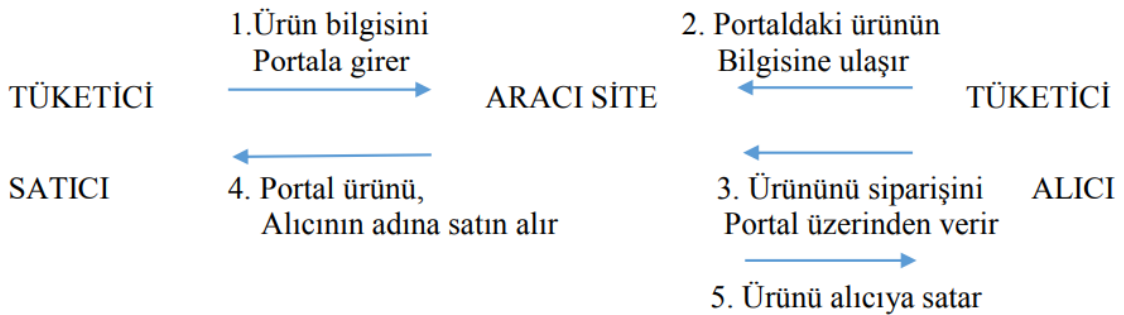 1.Ürün bilgisini
Portala girer
2. Portaldaki ürünün
Bilgisine ulaşır
TÜKETİCİ
ARACI SİTE
TÜKETİCİ
SATICI
4. Portal ürünü,
Alıcının adına satın alır
3. Ürününü siparişini
Portal üzerinden verir
ALICI
5. Ürünü alıcıya satar